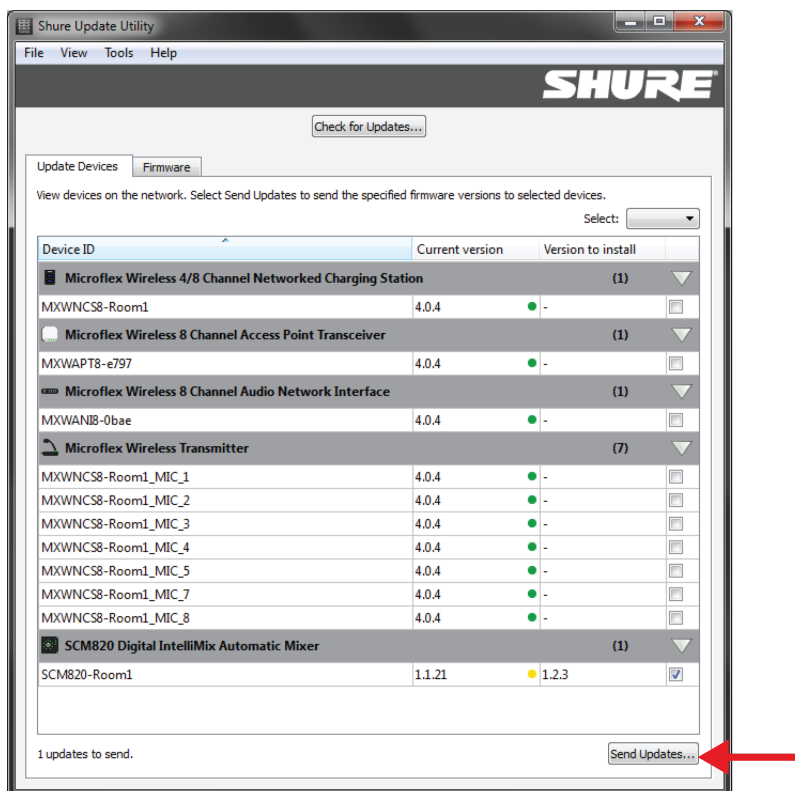 Shure Update Utility
File View Tools Help
SHURE®
Check for Updates...
Update Devices Firmware
View devices on the network. Select Send Updates to send the specified firmware versions to selected devices.
Select:
Device ID Current version Version to install
Microflex Wireless 4/8 Channel Networked Charging Station (1)
MXWNCS8-Room1 4.0.4 -
Microflex Wireless 8 Channel Access Point Transceiver (1)
MXWAPT8-e797 4.0.4 -
Microflex Wireless 8 Channel Audio Network Interface (1)
MXWANI8-0bae 4.0.4 -
Microflex Wireless Transmitter (7)
MXWNCS8-Room1_MIC_1 4.0.4 -
MXWNCS8-Room1_MIC_2 4.0.4 -
MXWNCS8-Room1_MIC_3 4.0.4 -
MXWNCS8-Room1_MIC_4 4.0.4 -
MXWNCS8-Room1_MIC_5 4.0.4 -
MXWNCS8-Room1_MIC_7 4.0.4 -
MXWNCS8-Room1_MIC_8 4.0.4 -
SCM820 Digital IntelliMix Automatic Mixer (1)
SCM820-Room1 1.1.21 1.2.3
1 updates to send.
Send Updates...